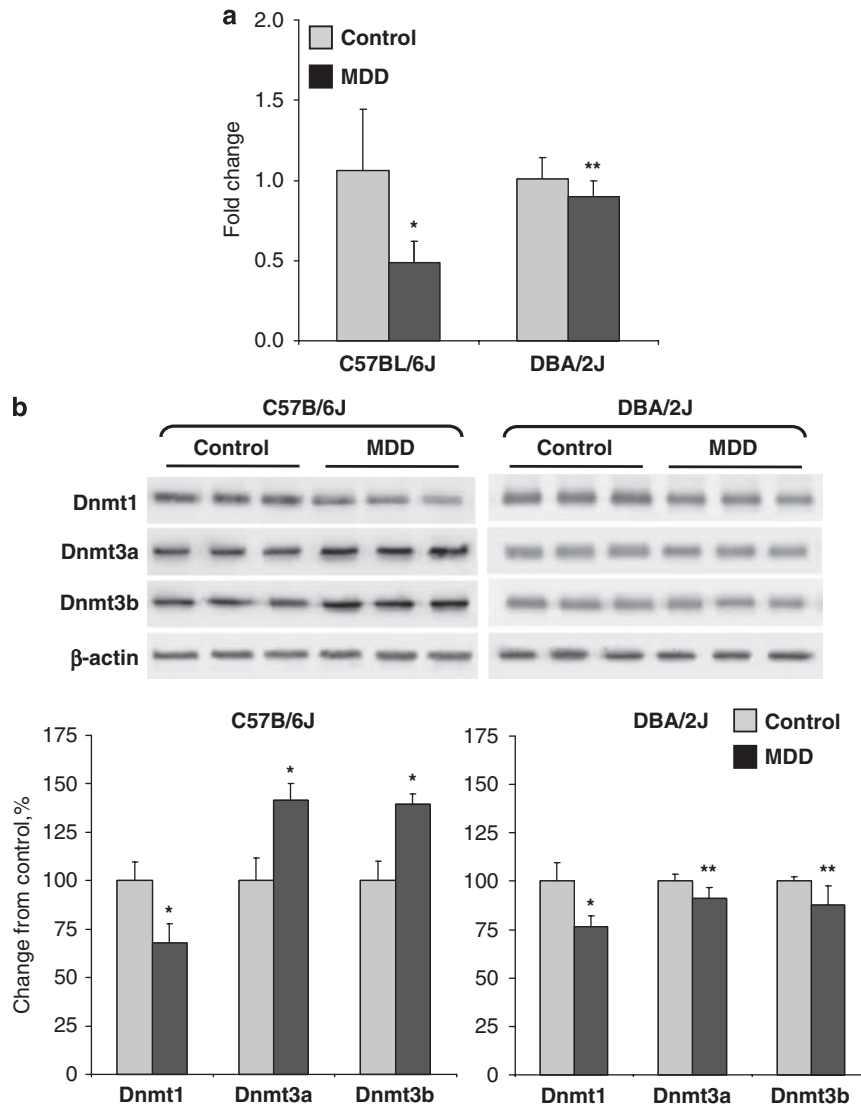 a
2.0
Control
MDD
1.5
**
1.0
Fold change
*
0.5
0.0
C57BL/6J DBA/2J
b
C57B/6J DBA/2J
Control MDD Control MDD
Dnmt1
Dnmt3a
Dnmt3b
β-actin
C57B/6J
175
150
125
100
75
50
25
0
* * *
Change from control,%
Dnmt1 Dnmt3a Dnmt3b
DBA/2J
Control
MDD
175
150
125
100
75
50
25
0
* ** **
Dnmt1 Dnmt3a Dnmt3b